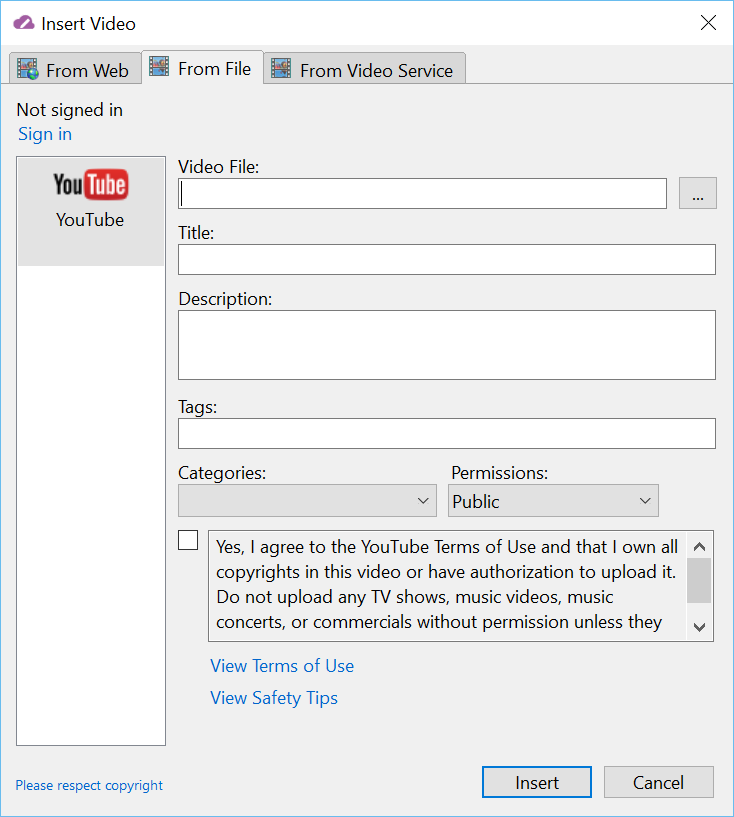 Insert Video
From Web
From File
From Video Service
Not signed in
Sign in
YouTube
YouTube
Video File:
...
Title:
Description:
Tags:
Categories:
Permissions:
Public
Yes, I agree to the YouTube Terms of Use and that I own all
copyrights in this video or have authorization to upload it.
Do not upload any TV shows, music videos, music
concerts, or commercials without permission unless they
View Terms of Use
View Safety Tips
Please respect copyright
Insert
Cancel